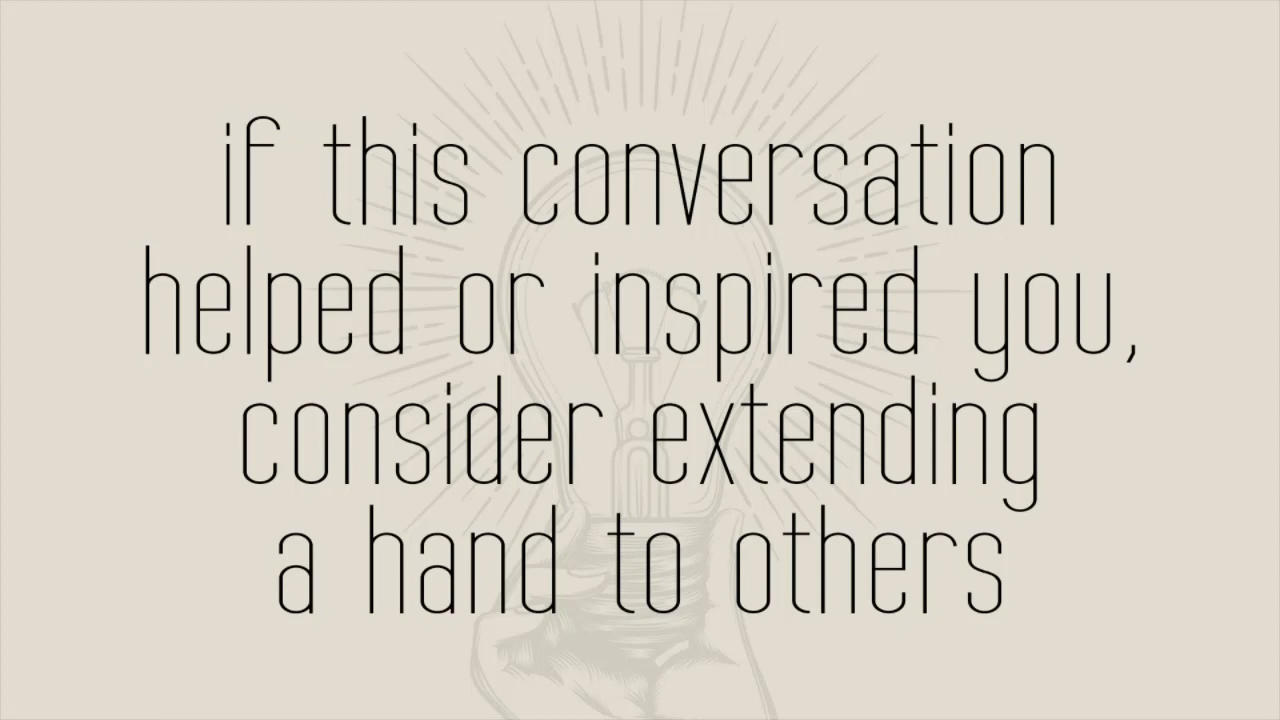 if this conversation
helped or inspired you,
consider extending
a hand to others